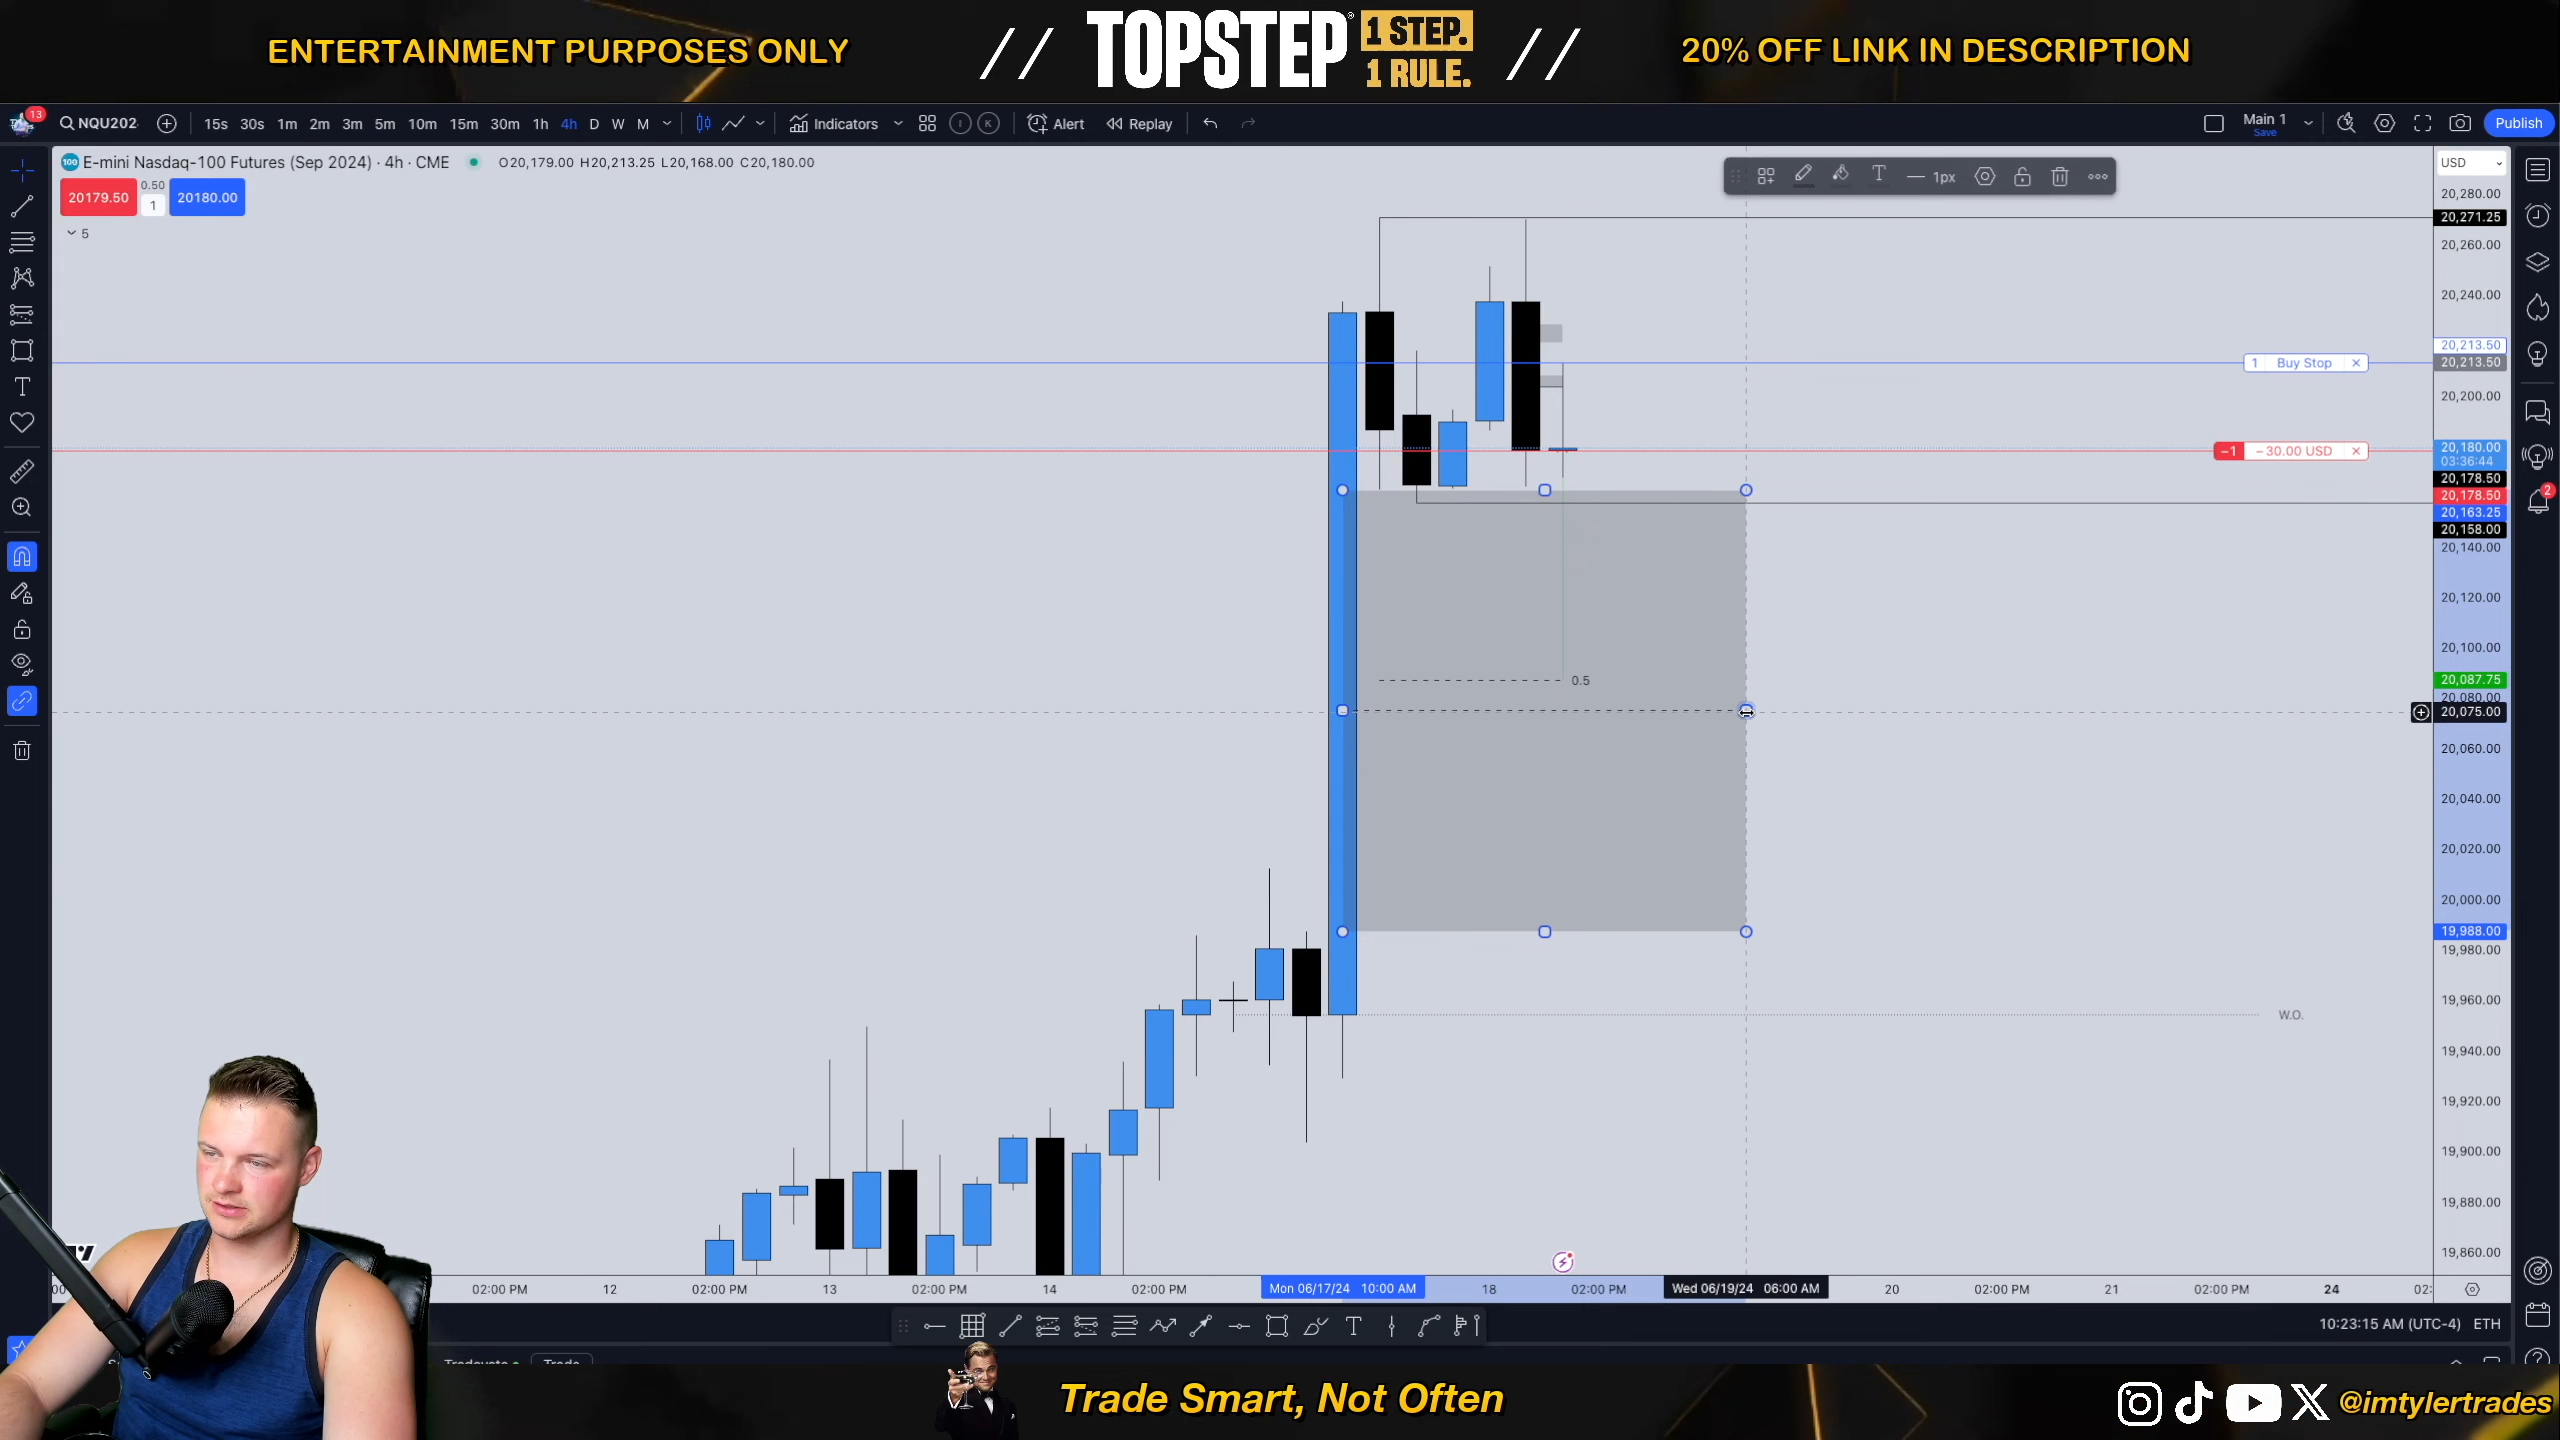 ENTERTAINMENT PURPOSES ONLY
// TOPSTEP® 1 STEP. 1 RULE. //
20% OFF LINK IN DESCRIPTION
13
NQU202
15s 30s 1m 2m 3m 5m 10m 15m 30m 1h 4h D W M
Indicators
Alert
Replay
Main 1
Save
Publish
E-mini Nasdaq-100 Futures (Sep 2024) · 4h · CME
O20,179.00 H20,213.25 L20,168.00 C20,180.00
20179.50
0.50
1
20180.00
5
1px
USD
20,280.00
20,271.25
20,260.00
20,240.00
20,213.50
1 Buy Stop
20,213.50
20,200.00
20,180.00
−1 −30.00 USD
03:36:44
20,178.50
20,178.50
20,163.25
20,158.00
20,140.00
20,120.00
20,100.00
0.5
20,087.75
20,080.00
20,075.00
20,060.00
20,040.00
20,020.00
20,000.00
19,988.00
19,980.00
19,960.00
W.O.
19,940.00
19,920.00
19,900.00
19,880.00
19,860.00
2
02:00 PM 12 02:00 PM 13 02:00 PM 14 02:00 PM Mon 06/17/24 10:00 AM 18 02:00 PM Wed 06/19/24 06:00 AM 20 02:00 PM 21 02:00 PM 24 02:
10:23:15 AM (UTC-4) ETH
Tradovate
Trade
Trade Smart, Not Often
@imtylertrades